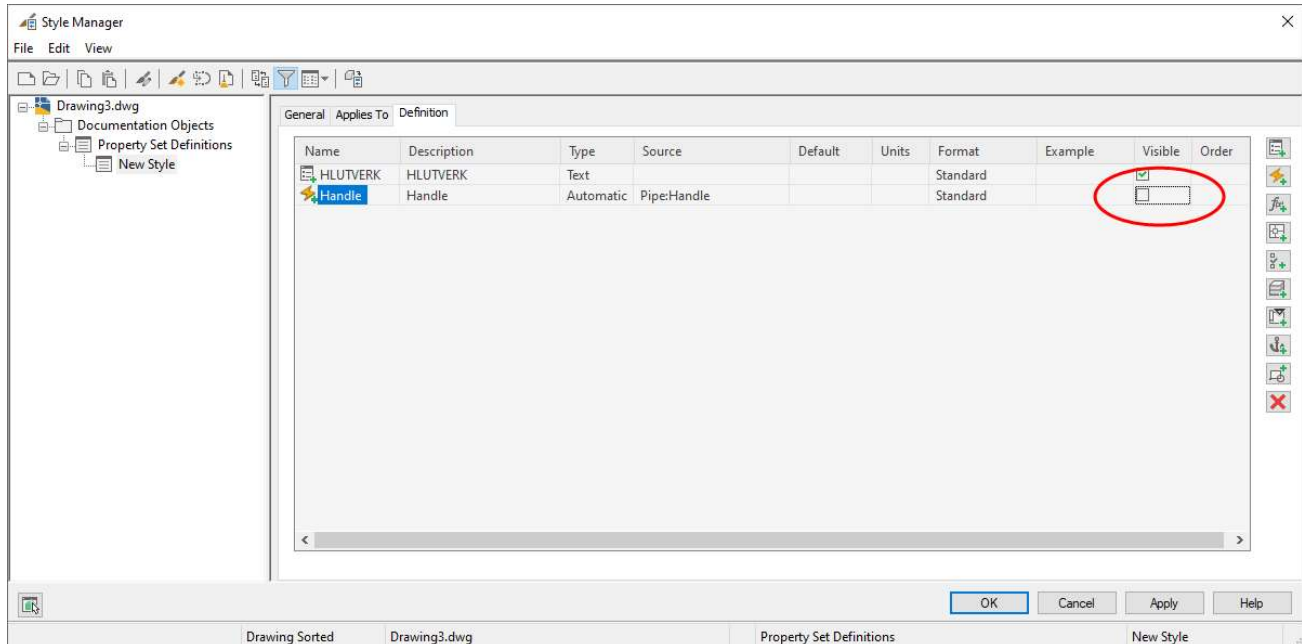 Style Manager
File Edit View
Drawing3.dwg
Documentation Objects
Property Set Definitions
New Style
General Applies To Definition
Name Description Type Source Default Units Format Example Visible Order
HLUTVERK HLUTVERK Text Standard
Handle Handle Automatic Pipe:Handle Standard
OK Cancel Apply Help
Drawing Sorted Drawing3.dwg Property Set Definitions New Style